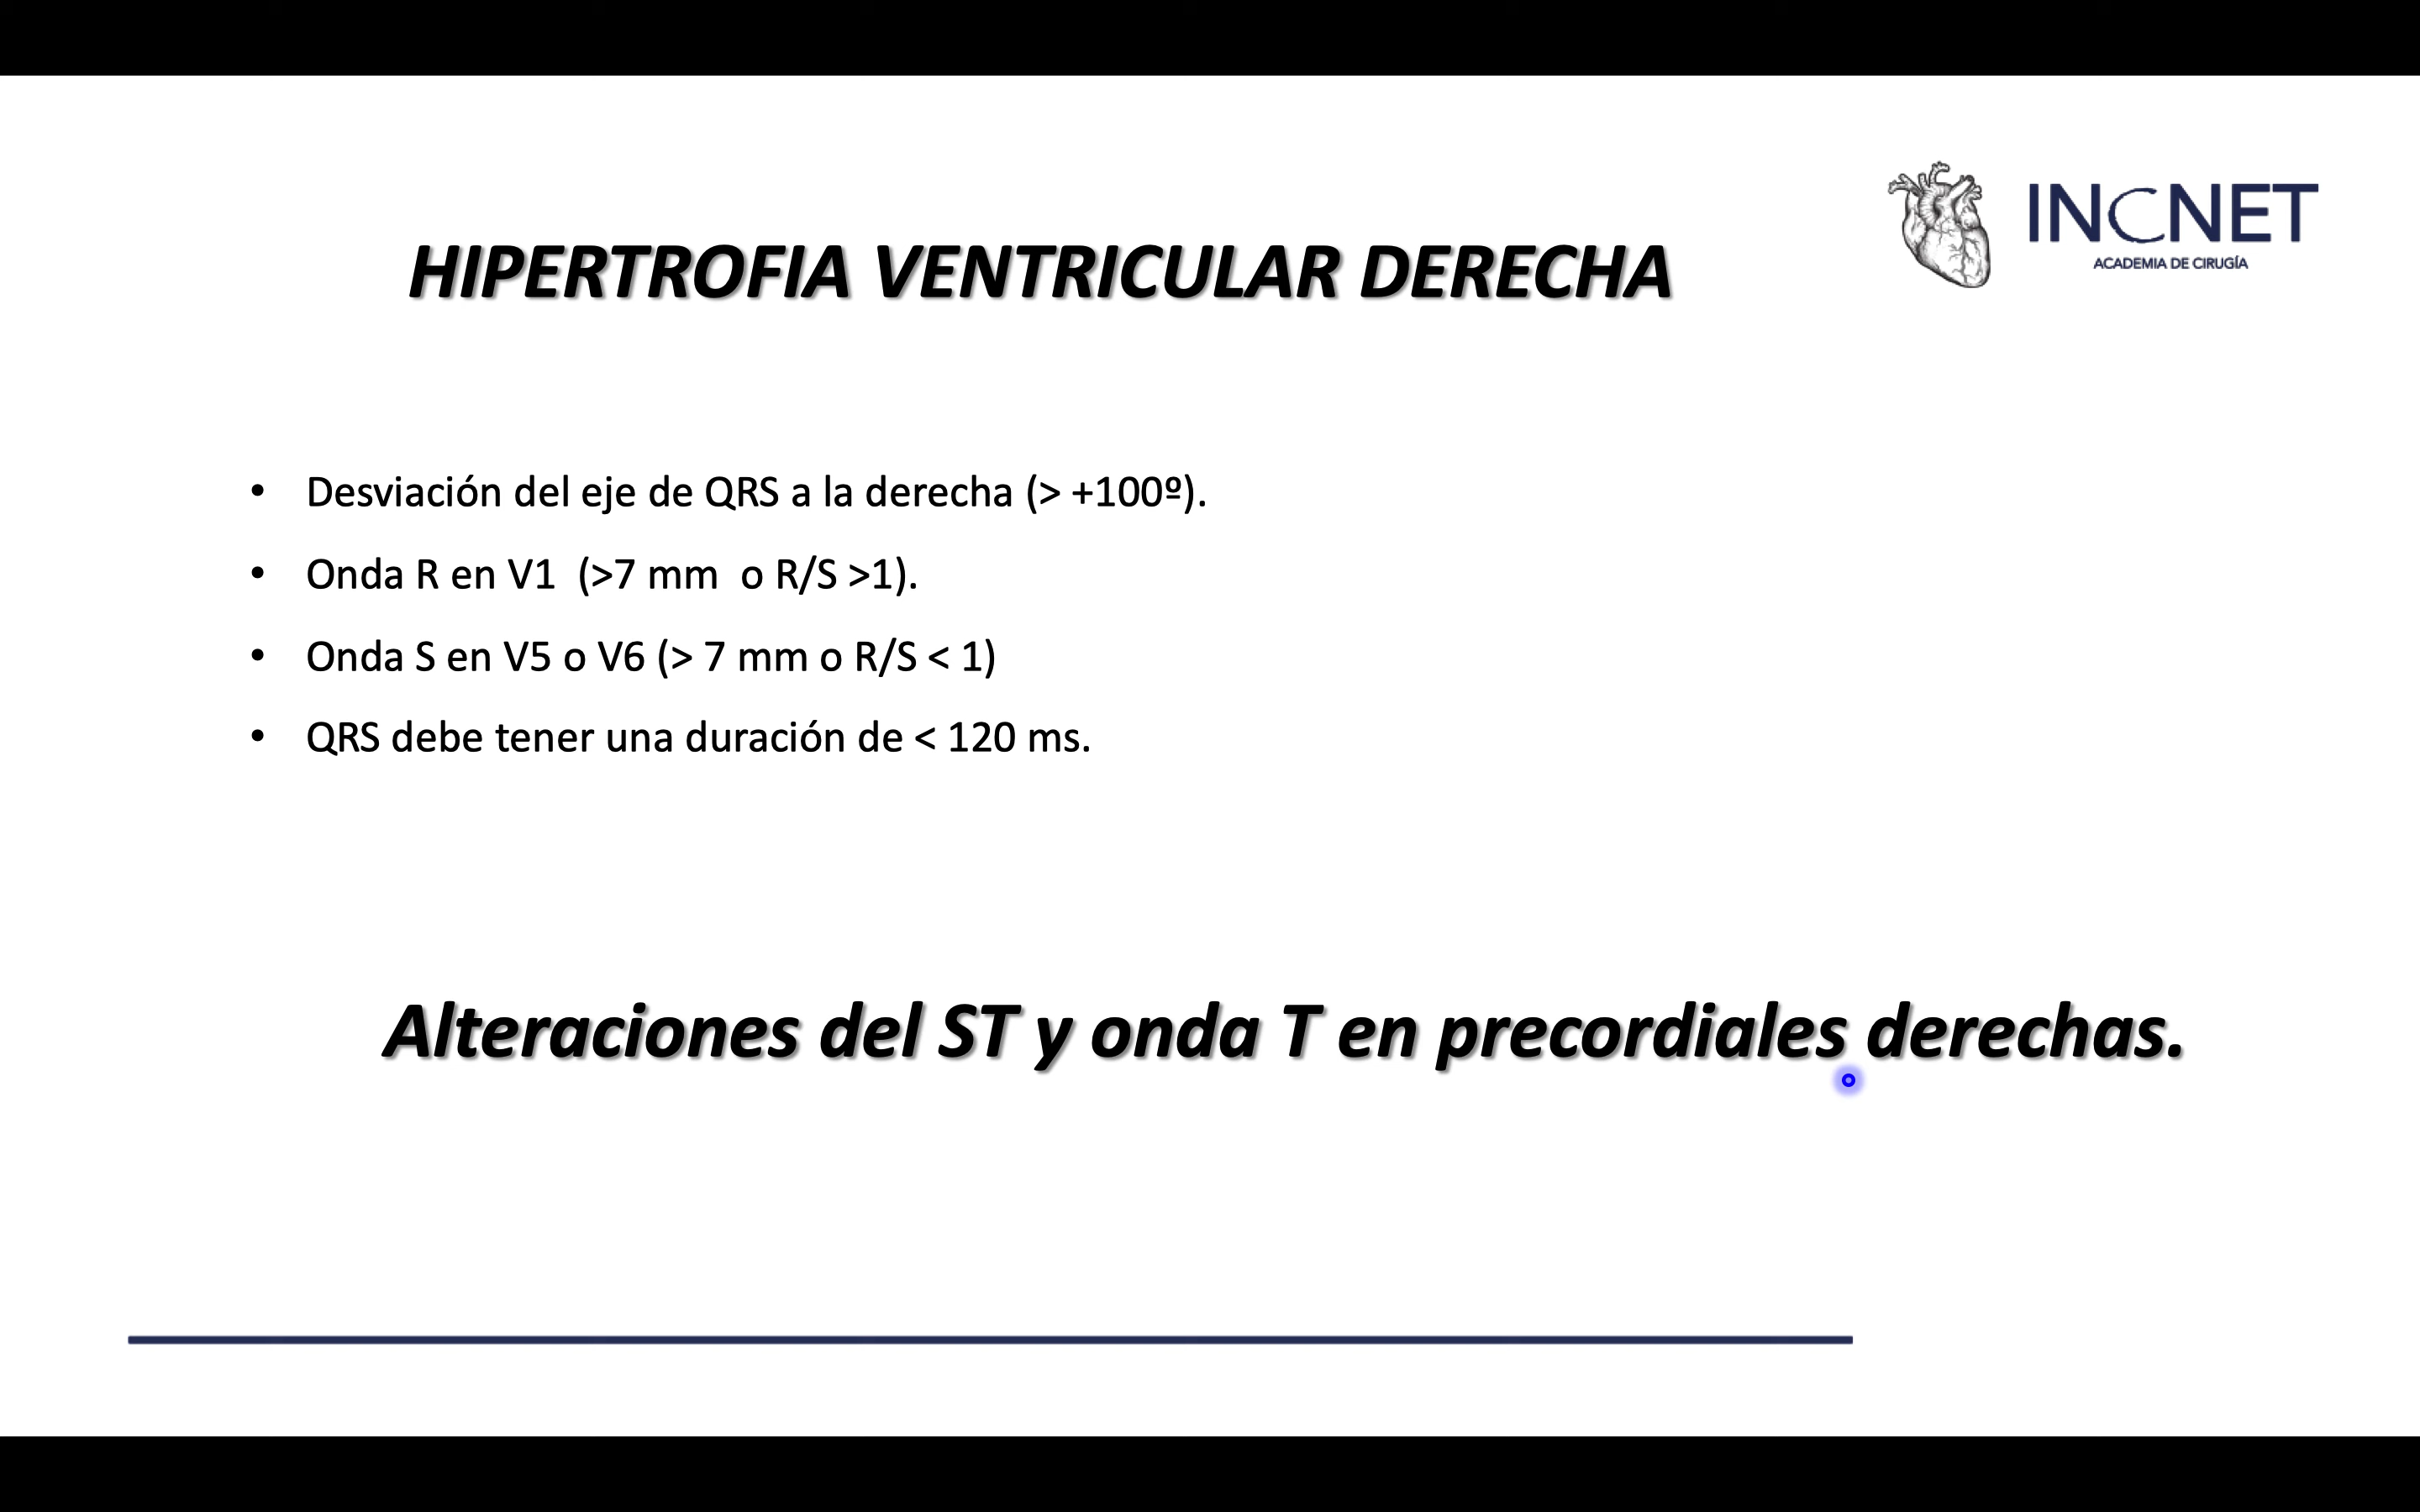 INCNET
ACADEMIA DE CIRUGÍA
HIPERTROFIA VENTRICULAR DERECHA
• Desviación del eje de QRS a la derecha (> +100º).
• Onda R en V1 (>7 mm o R/S >1).
• Onda S en V5 o V6 (> 7 mm o R/S < 1)
• QRS debe tener una duración de < 120 ms.
Alteraciones del ST y onda T en precordiales derechas.